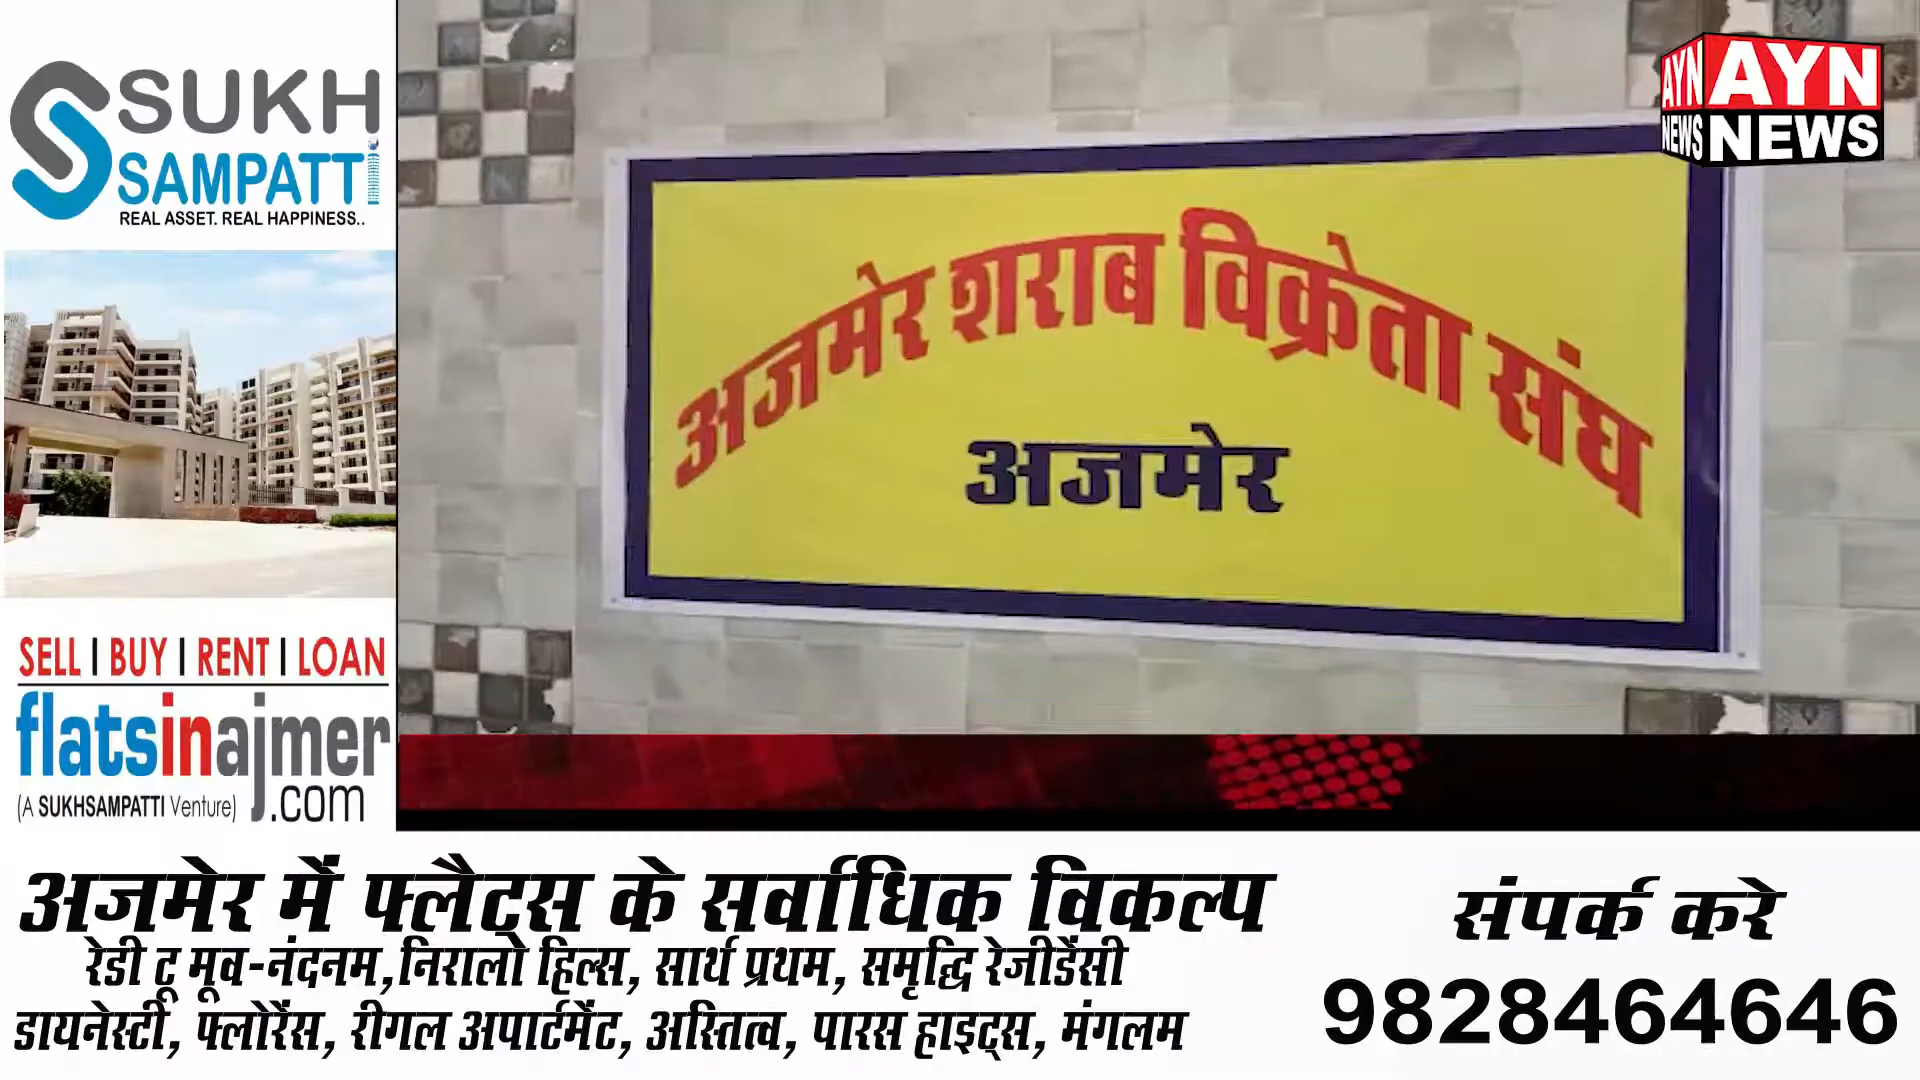 SUKH
SAMPATTI
REAL ASSET. REAL HAPPINESS..
SELL | BUY | RENT | LOAN
flatsinajmer
.com
(A SUKHSAMPATTI Venture)
AYN
NEWS
AYN
NEWS
अजमेर शराब विक्रेता संघ
अजमेर
अजमेर में फ्लैट्स के सर्वाधिक विकल्प
रेडी टू मूव-नंदनम,निराला हिल्स, सार्थ प्रथम, समृद्धि रेजीडेंसी
डायनेस्टी, फ्लोरेंस, रीगल अपार्टमेंट, अस्तित्व, पारस हाइट्स, मंगलम
संपर्क करे
9828464646